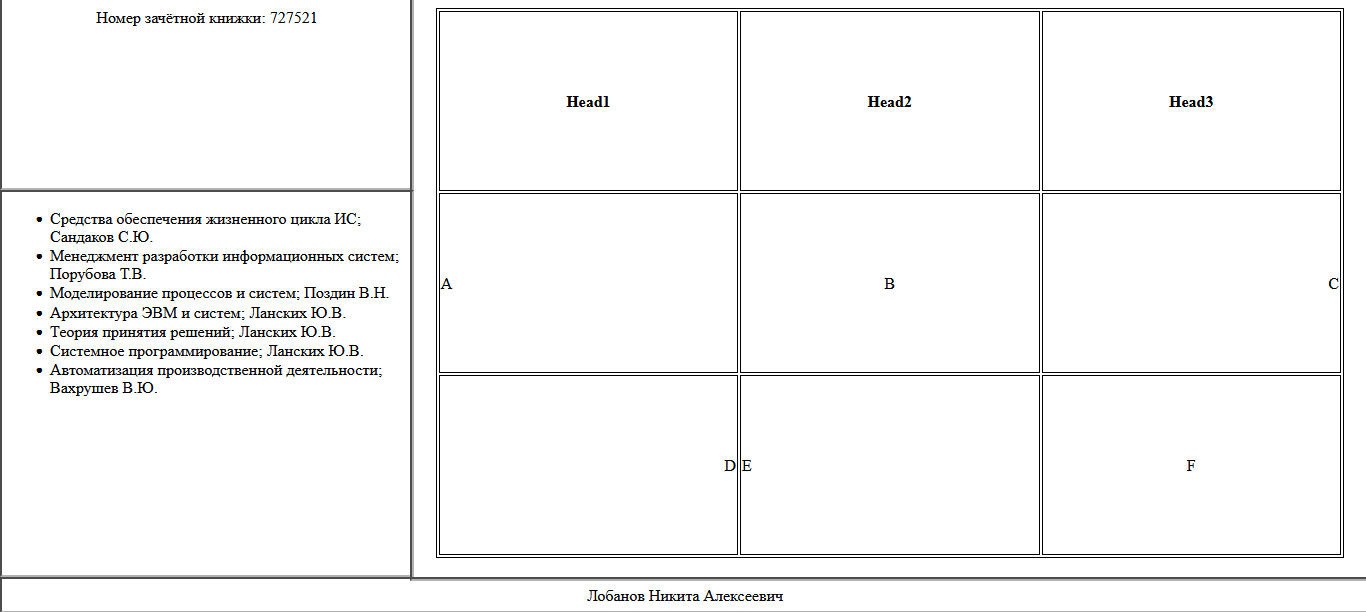 Номер зачётной книжки: 727521
Средства обеспечения жизненного цикла ИС;
Сандаков С.Ю.
Менеджмент разработки информационных систем;
Порубова Т.В.
Моделирование процессов и систем; Поздин В.Н.
Архитектура ЭВМ и систем; Ланских Ю.В.
Теория принятия решений; Ланских Ю.В.
Системное программирование; Ланских Ю.В.
Автоматизация производственной деятельности;
Вахрушев В.Ю.
Head1 Head2 Head3
A B C
D E F
Лобанов Никита Алексеевич